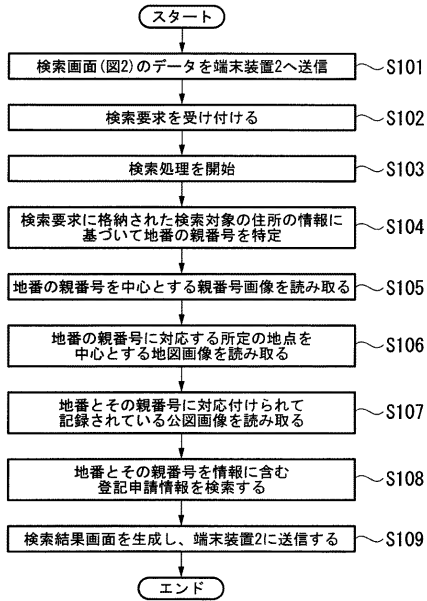 スタート
検索画面(図2)のデータを端末装置2へ送信
S101
検索要求を受け付ける
S102
検索処理を開始
S103
検索要求に格納された検索対象の住所の情報に
基づいて地番の親番号を特定
S104
地番の親番号を中心とする親番号画像を読み取る
S105
地番の親番号に対応する所定の地点を
中心とする地図画像を読み取る
S106
地番とその親番号に対応付けられて
記録されている公図画像を読み取る
S107
地番とその親番号を情報に含む
登記申請情報を検索する
S108
検索結果画面を生成し、端末装置2に送信する
S109
エンド